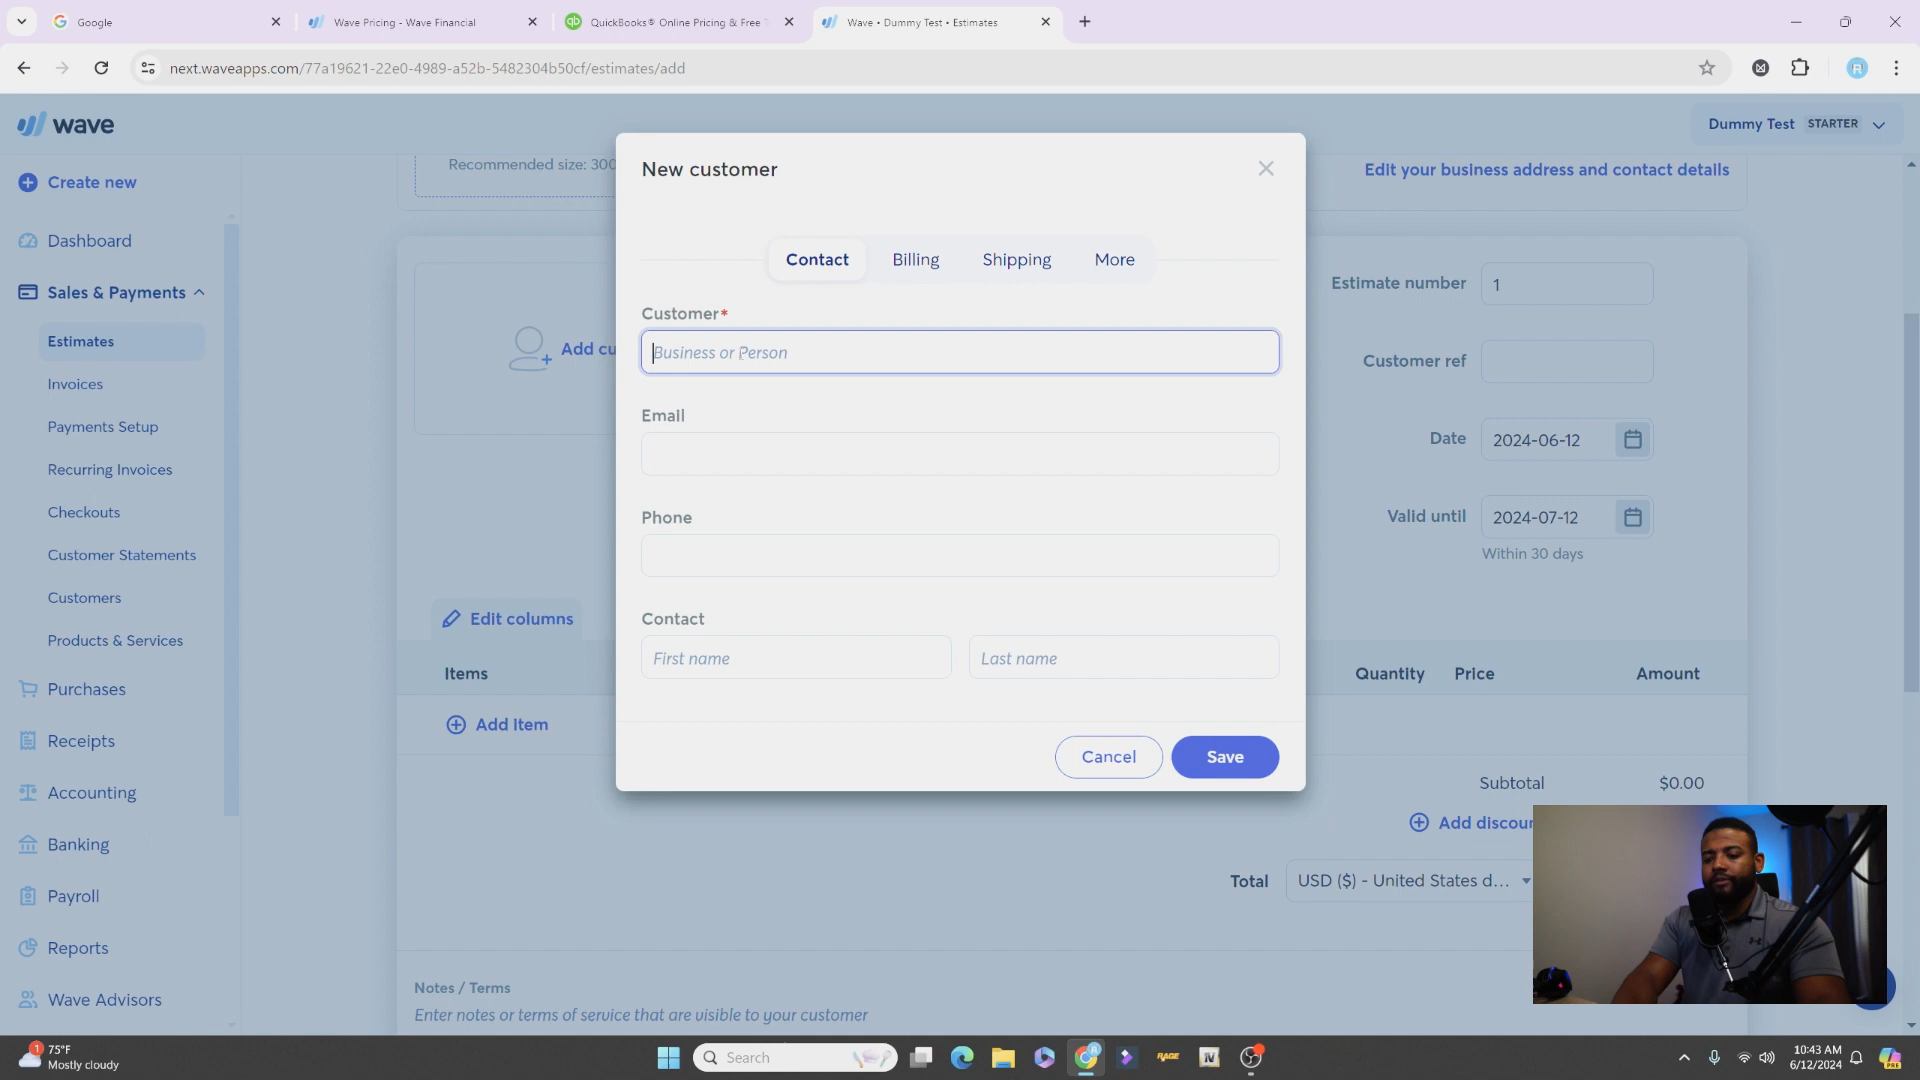 Google
Wave Pricing - Wave Financial
QuickBooks® Online Pricing & Free
Wave • Dummy Test • Estimates
next.waveapps.com/77a19621-22e0-4989-a52b-5482304b50cf/estimates/add
R
wave
Dummy Test STARTER
Create new
Dashboard
Sales & Payments
Estimates
Invoices
Payments Setup
Recurring Invoices
Checkouts
Customer Statements
Customers
Products & Services
Purchases
Receipts
Accounting
Banking
Payroll
Reports
Wave Advisors
Recommended size: 300
Edit your business address and contact details
Add cu
Estimate number 1
Customer ref
Date 2024-06-12
Valid until 2024-07-12
Within 30 days
Edit columns
Items Quantity Price Amount
Add Item
Subtotal $0.00
Add discoun
Total USD ($) - United States d...
Notes / Terms
Enter notes or terms of service that are visible to your customer
New customer
Contact Billing Shipping More
Customer*
Business or Person
Email
Phone
Contact
First name Last name
Cancel Save
1
75°F
Mostly cloudy
Search
RAGE
N
10:43 AM
6/12/2024
PRE